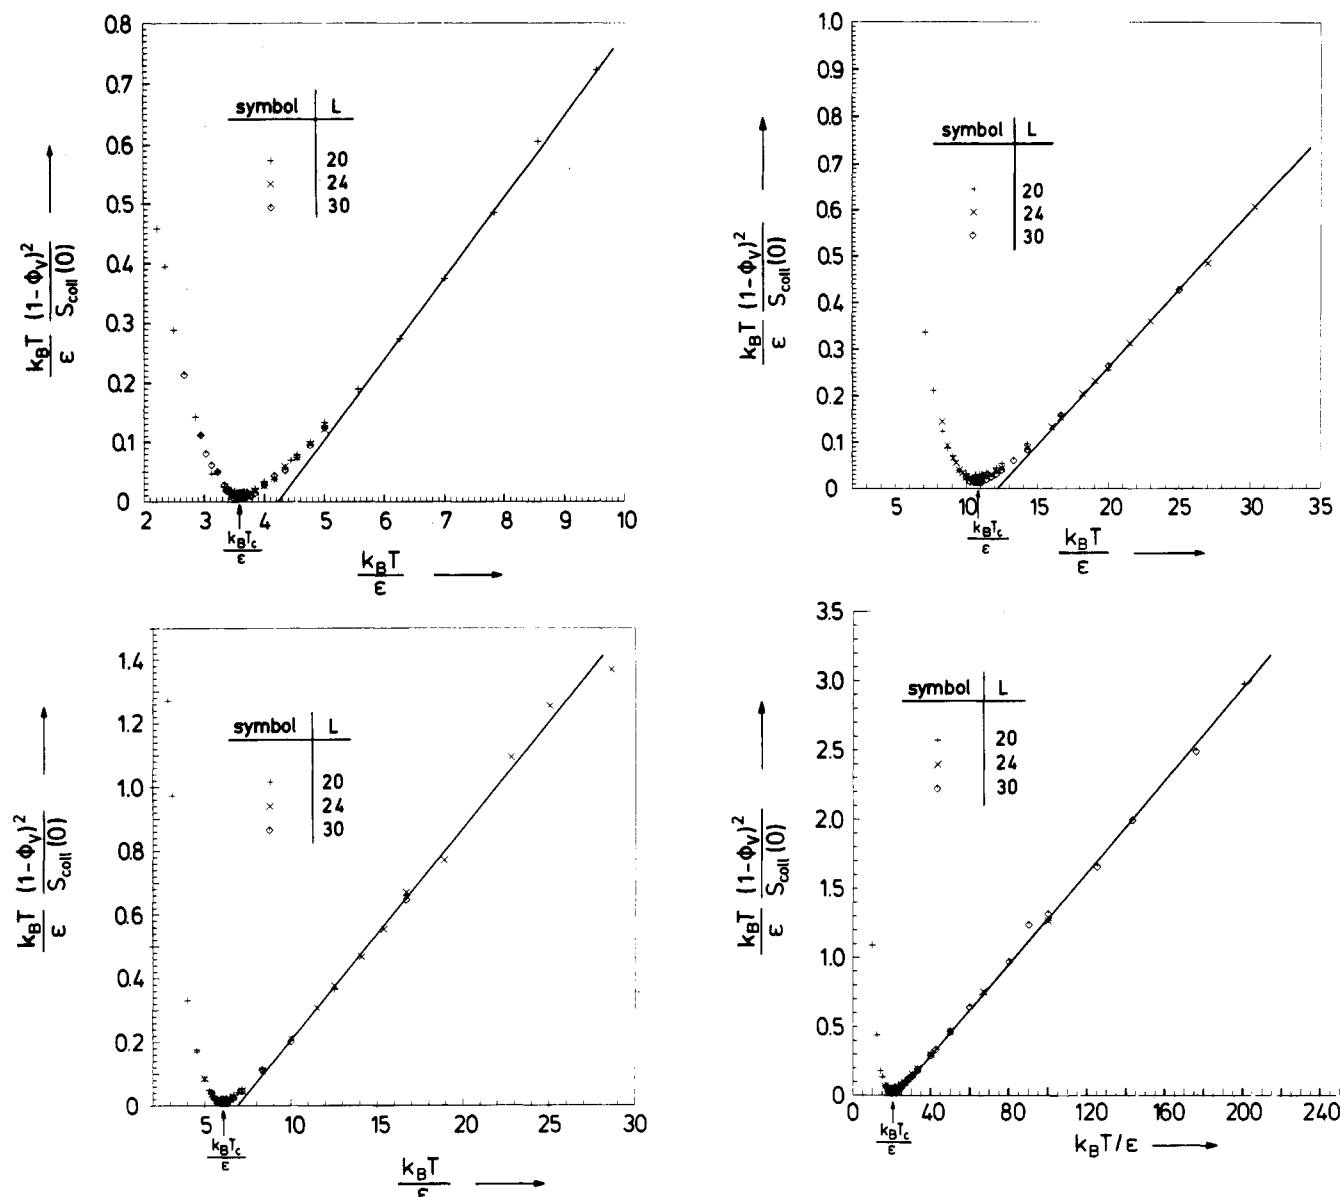 0.8
0.7
0.6
0.5
0.4
0.3
0.2
0.1
0
symbol L
+ 20
× 24
◇ 30
k_BT/ε (1-Φ_V)²/S_coll(0)
2 3 4 5 6 7 8 9 10
k_BT_c/ε
k_BT/ε
1.0
0.9
0.8
0.7
0.6
0.5
0.4
0.3
0.2
0.1
0
symbol L
+ 20
× 24
◇ 30
k_BT/ε (1-Φ_V)²/S_coll(0)
5 10 15 20 25 30 35
k_BT_c/ε
k_BT/ε
1.4
1.2
1.0
0.8
0.6
0.4
0.2
0
symbol L
+ 20
× 24
◇ 30
k_BT/ε (1-Φ_V)²/S_coll(0)
5 10 15 20 25 30
k_BT_c/ε
k_BT/ε
3.5
3.0
2.5
2.0
1.5
1.0
0.5
0
symbol L
+ 20
× 24
◇ 30
k_BT/ε (1-Φ_V)²/S_coll(0)
0 40 80 120 160 200 240
k_BT_c/ε
k_BT/ε